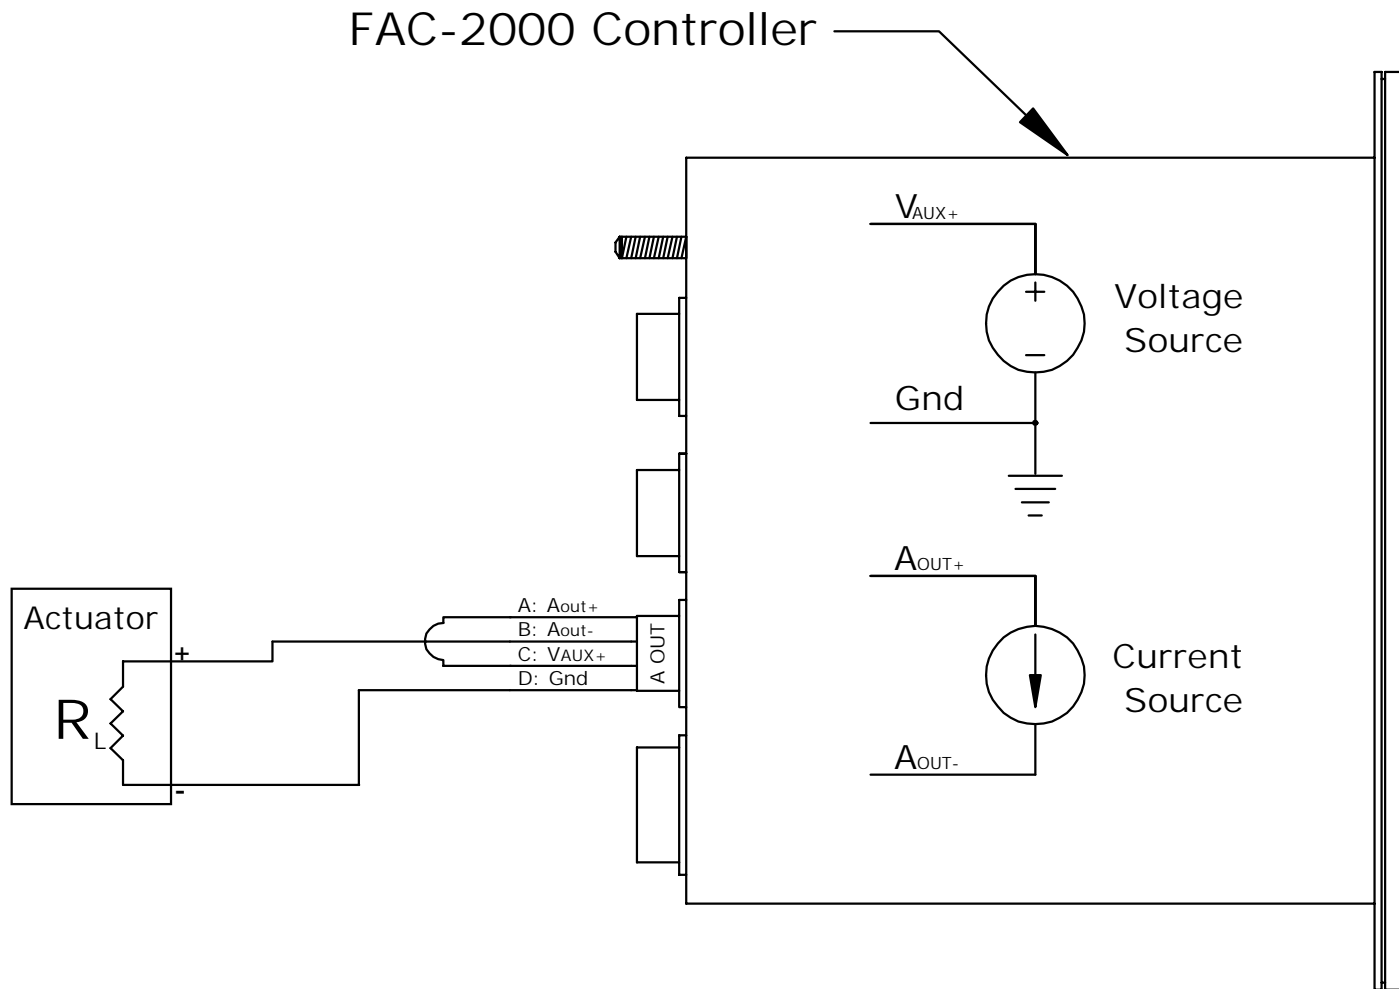 FAC-2000 Controller
VAUX+
+
Voltage
Source
-
Gnd
AOUT+
Actuator
A: Aout+
B: Aout-
C: VAUX+
D: Gnd
A OUT
+
Current
Source
RL
-
AOUT-